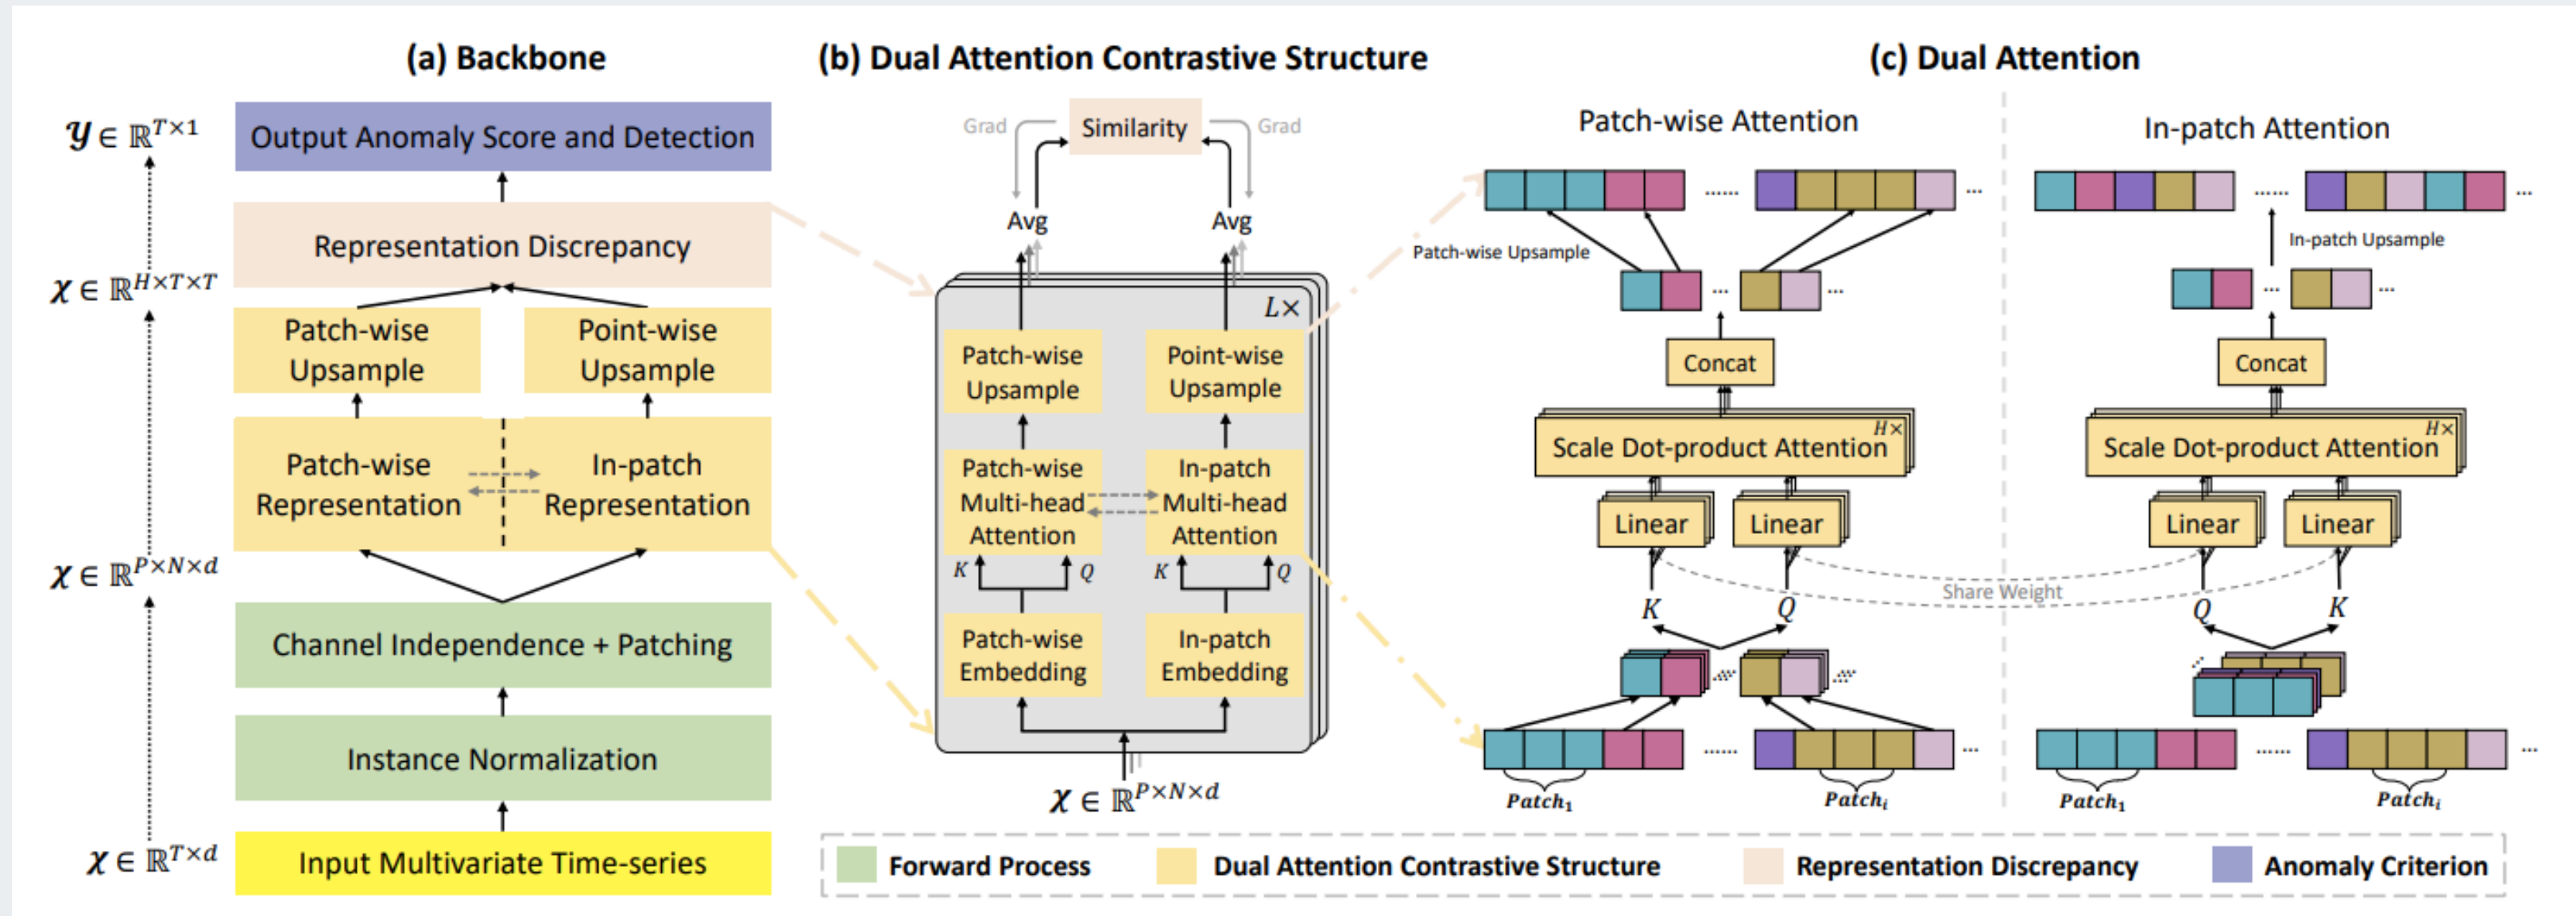 (a) Backbone
𝒴 ∈ ℝ^{T×1}
Output Anomaly Score and Detection
Representation Discrepancy
𝒳 ∈ ℝ^{H×T×T}
Patch-wise
Upsample
Point-wise
Upsample
Patch-wise
Representation
In-patch
Representation
𝒳 ∈ ℝ^{P×N×d}
Channel Independence + Patching
Instance Normalization
𝒳 ∈ ℝ^{T×d}
Input Multivariate Time-series
(b) Dual Attention Contrastive Structure
Grad
Similarity
Grad
Avg
Avg
L×
Patch-wise
Upsample
Point-wise
Upsample
Patch-wise
Multi-head
Attention
In-patch
Multi-head
Attention
K
Q
K
Q
Patch-wise
Embedding
In-patch
Embedding
𝒳 ∈ ℝ^{P×N×d}
(c) Dual Attention
Patch-wise Attention
......
...
Patch-wise Upsample
...
...
Concat
H×
Scale Dot-product Attention
Linear
Linear
K
Q
......
...
Patch₁
Patchᵢ
Share Weight
In-patch Attention
......
...
In-patch Upsample
...
...
Concat
H×
Scale Dot-product Attention
Linear
Linear
Q
K
......
...
Patch₁
Patchᵢ
Forward Process
Dual Attention Contrastive Structure
Representation Discrepancy
Anomaly Criterion